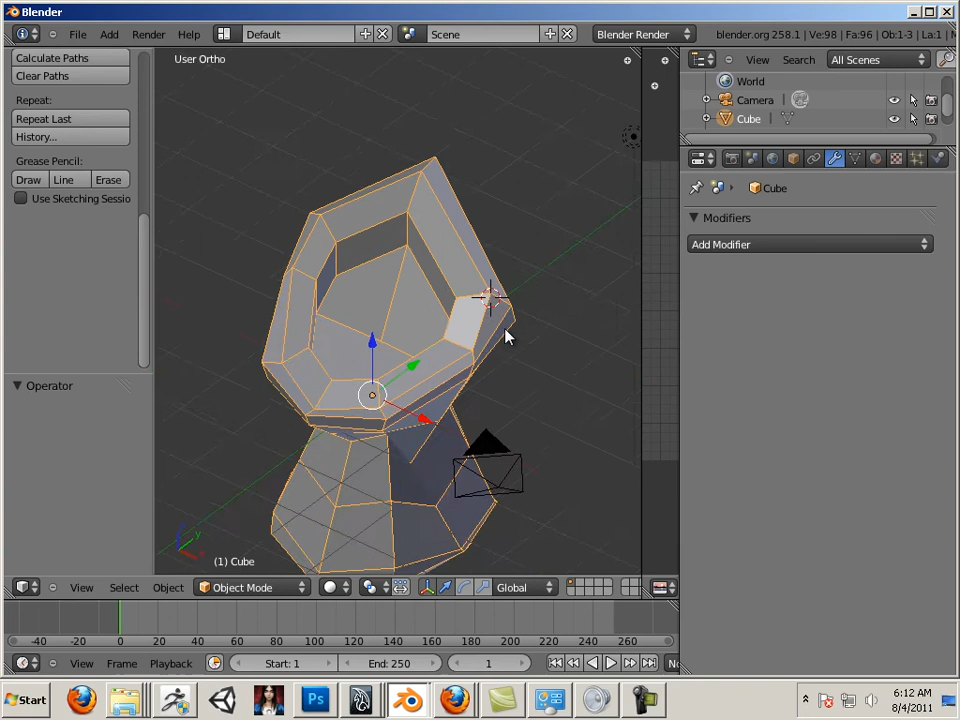 Blender
File Add Render Help Default Scene Blender Render blender.org 258.1 | Ve:98 | Fa:96 | Ob:1-3 | La:1 |
Calculate Paths
Clear Paths
Repeat:
Repeat Last
History...
Grease Pencil:
Draw Line Erase
Use Sketching Sessio
Operator
User Ortho
(1) Cube
View Search All Scenes
World
Camera
Cube
Cube
Modifiers
Add Modifier
View Select Object Object Mode Global
-40 -20 0 20 40 60 80 100 120 140 160 180 200 220 240 260
View Frame Playback Start: 1 End: 250 1 No
Start Ps 6:12 AM
8/4/2011